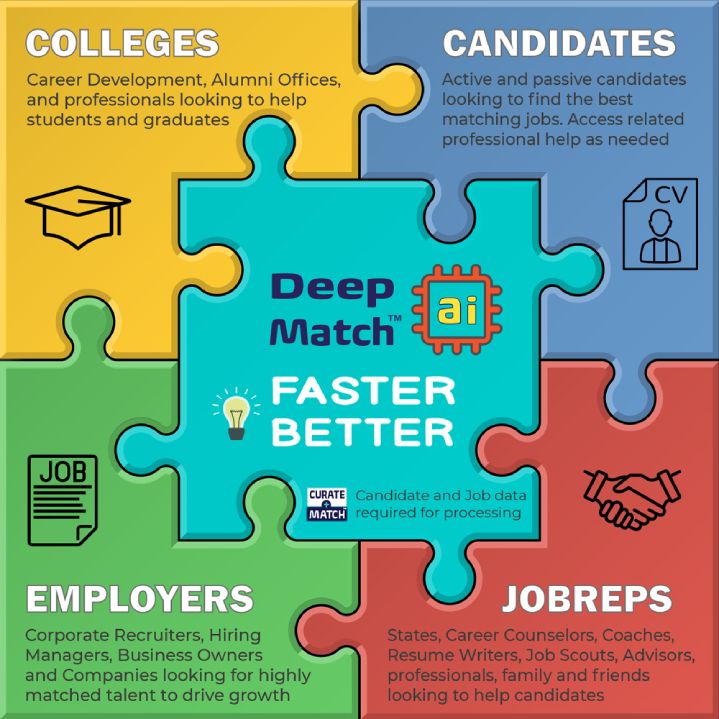 COLLEGES
Career Development, Alumni Offices,
and professionals looking to help
students and graduates
CANDIDATES
Active and passive candidates
looking to find the best
matching jobs. Access related
professional help as needed
CV
Deep
Match™
ai
FASTER
BETTER
CURATE
+
MATCH
Candidate and Job data
required for processing
JOB
EMPLOYERS
Corporate Recruiters, Hiring
Managers, Business Owners
and Companies looking for highly
matched talent to drive growth
JOBREPS
States, Career Counselors, Coaches,
Resume Writers, Job Scouts, Advisors,
professionals, family and friends
looking to help candidates